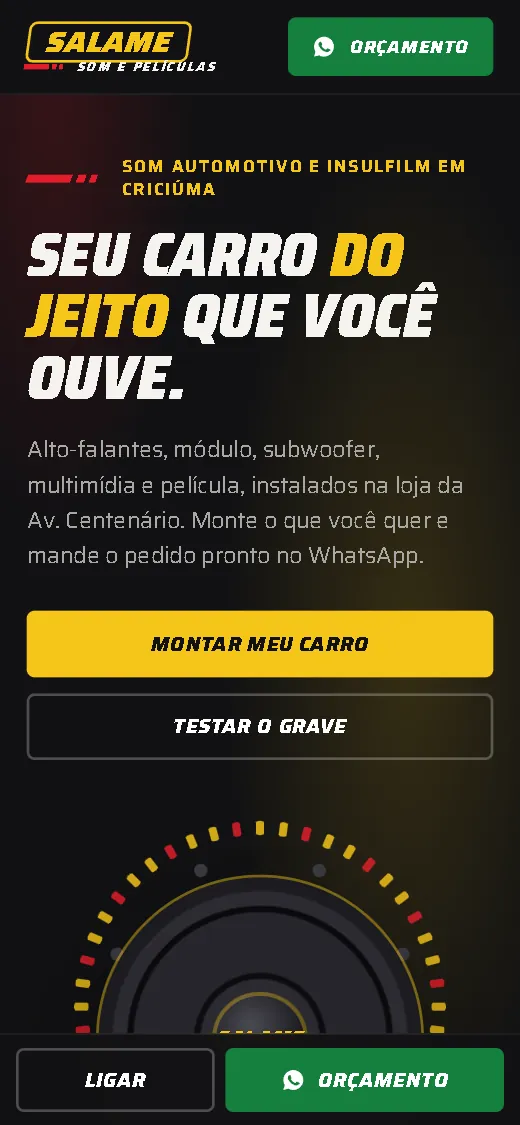 SALAME
SOM E PELÍCULAS
ORÇAMENTO
SOM AUTOMOTIVO E INSULFILM EM
CRICIÚMA
SEU CARRO DO
JEITO QUE VOCÊ
OUVE.
Alto-falantes, módulo, subwoofer,
multimídia e película, instalados na loja da
Av. Centenário. Monte o que você quer e
mande o pedido pronto no WhatsApp.
MONTAR MEU CARRO
TESTAR O GRAVE
LIGAR
ORÇAMENTO